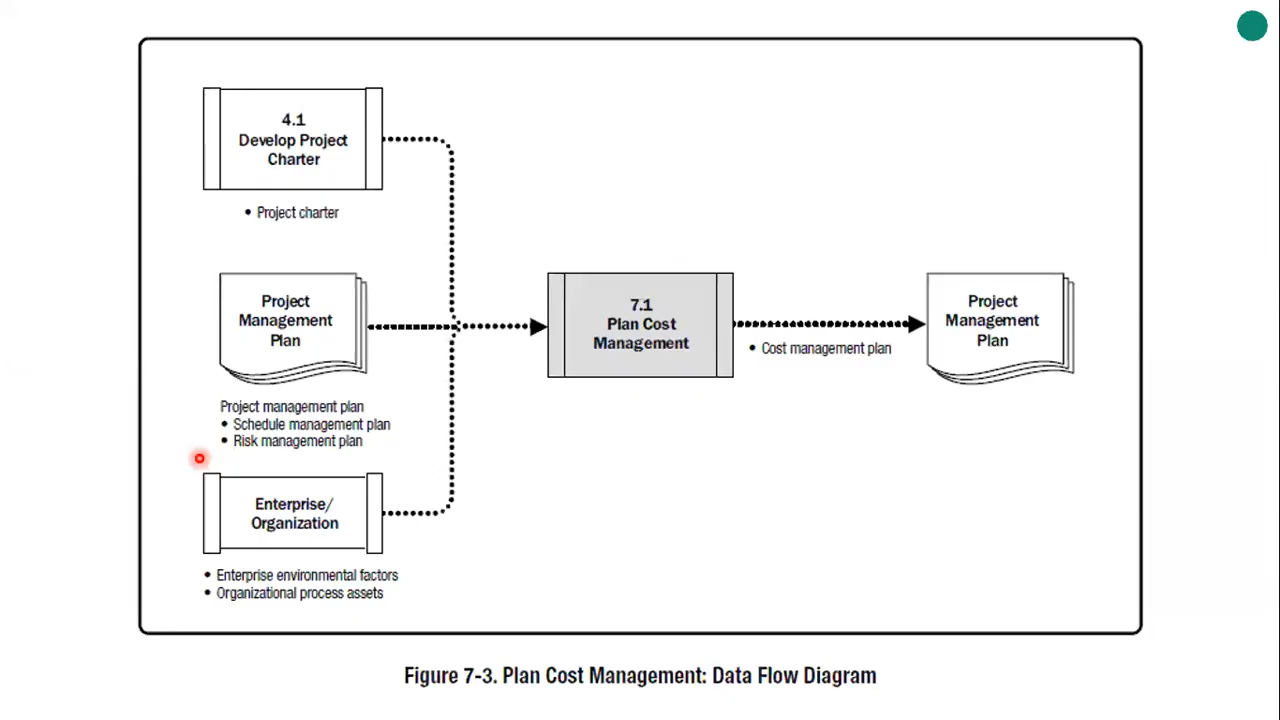 4.1
Develop Project
Charter
• Project charter
Project
Management
Plan
Project management plan
• Schedule management plan
• Risk management plan
Enterprise/
Organization
• Enterprise environmental factors
• Organizational process assets
7.1
Plan Cost
Management
• Cost management plan
Project
Management
Plan
Figure 7-3. Plan Cost Management: Data Flow Diagram